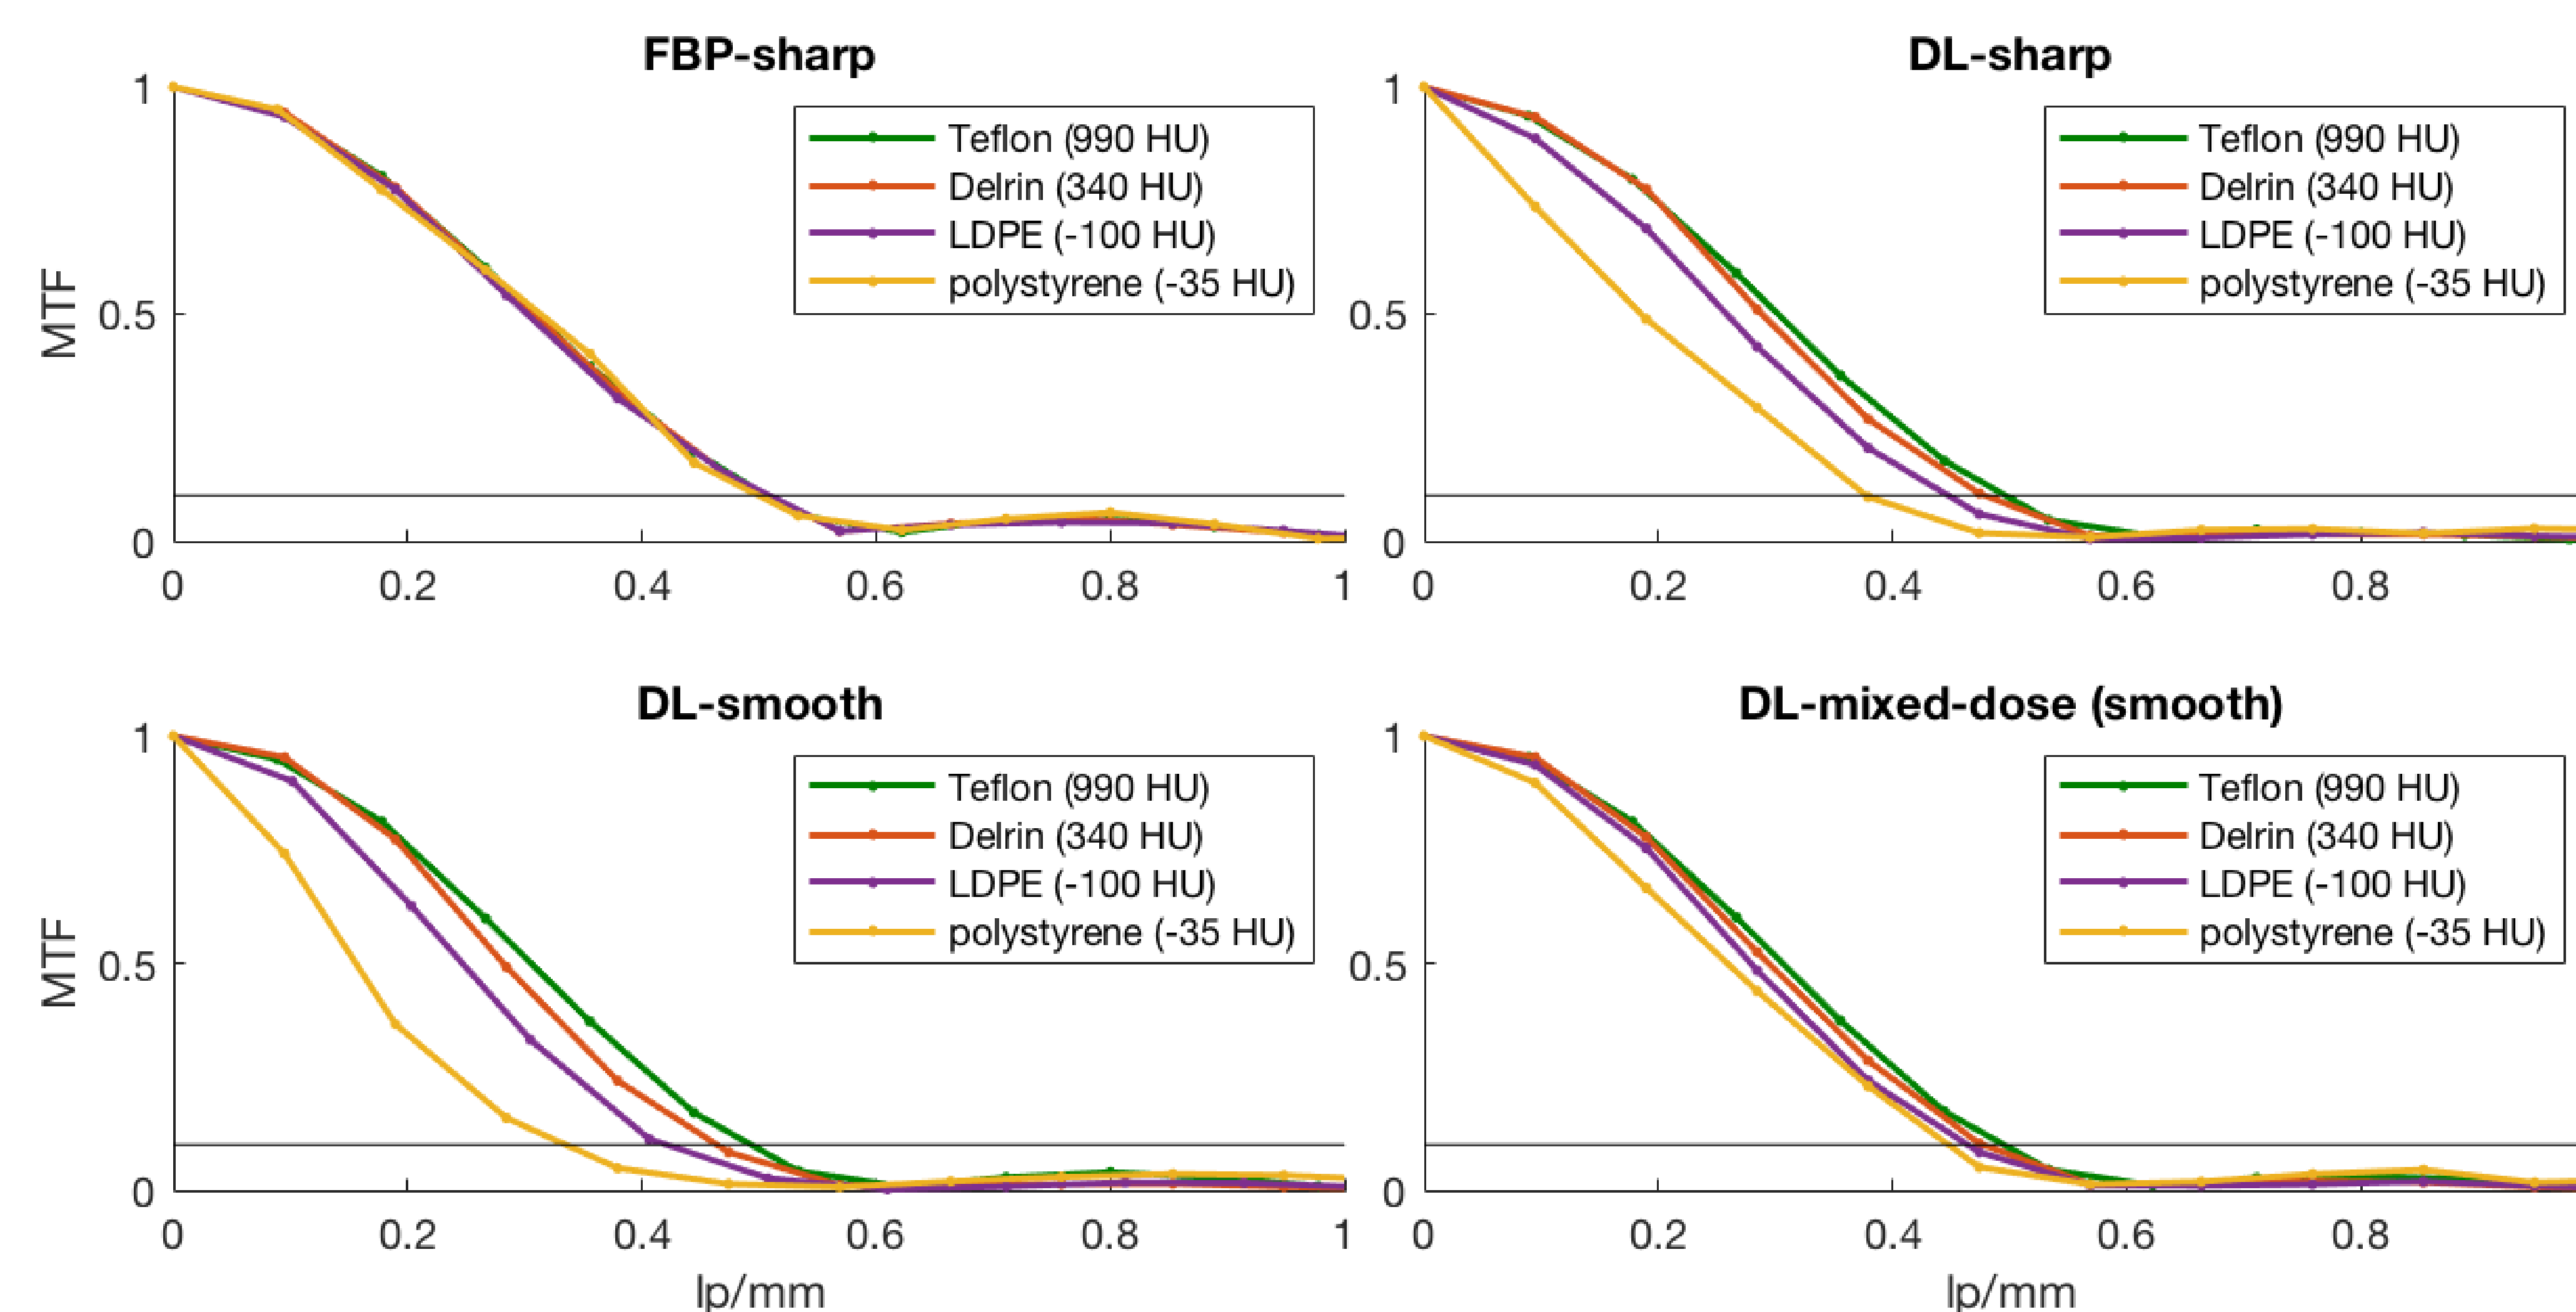 FBP-sharp
MTF
1
0.5
0
0
0.2
0.4
0.6
0.8
1
Teflon (990 HU)
Delrin (340 HU)
LDPE (-100 HU)
polystyrene (-35 HU)
DL-sharp
1
0.5
0
0
0.2
0.4
0.6
0.8
Teflon (990 HU)
Delrin (340 HU)
LDPE (-100 HU)
polystyrene (-35 HU)
DL-smooth
MTF
1
0.5
0
0
0.2
0.4
0.6
0.8
1
lp/mm
Teflon (990 HU)
Delrin (340 HU)
LDPE (-100 HU)
polystyrene (-35 HU)
DL-mixed-dose (smooth)
1
0.5
0
0
0.2
0.4
0.6
0.8
lp/mm
Teflon (990 HU)
Delrin (340 HU)
LDPE (-100 HU)
polystyrene (-35 HU)